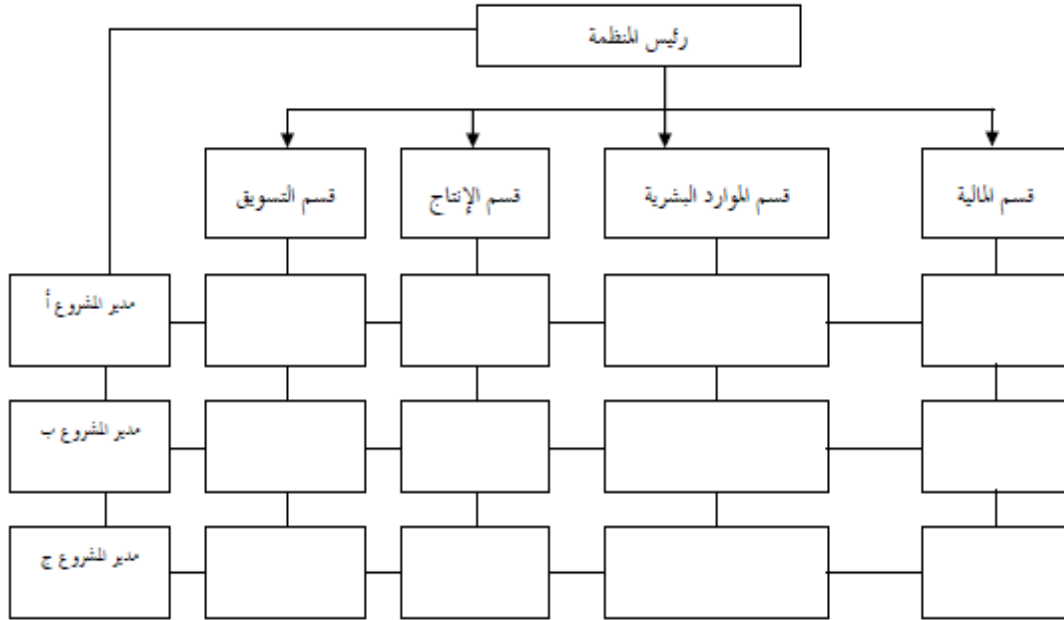 رئيس المنظمة
قسم المالية
قسم الموارد البشرية
قسم الإنتاج
قسم التسويق
مدير المشروع أ
مدير المشروع ب
مدير المشروع ج